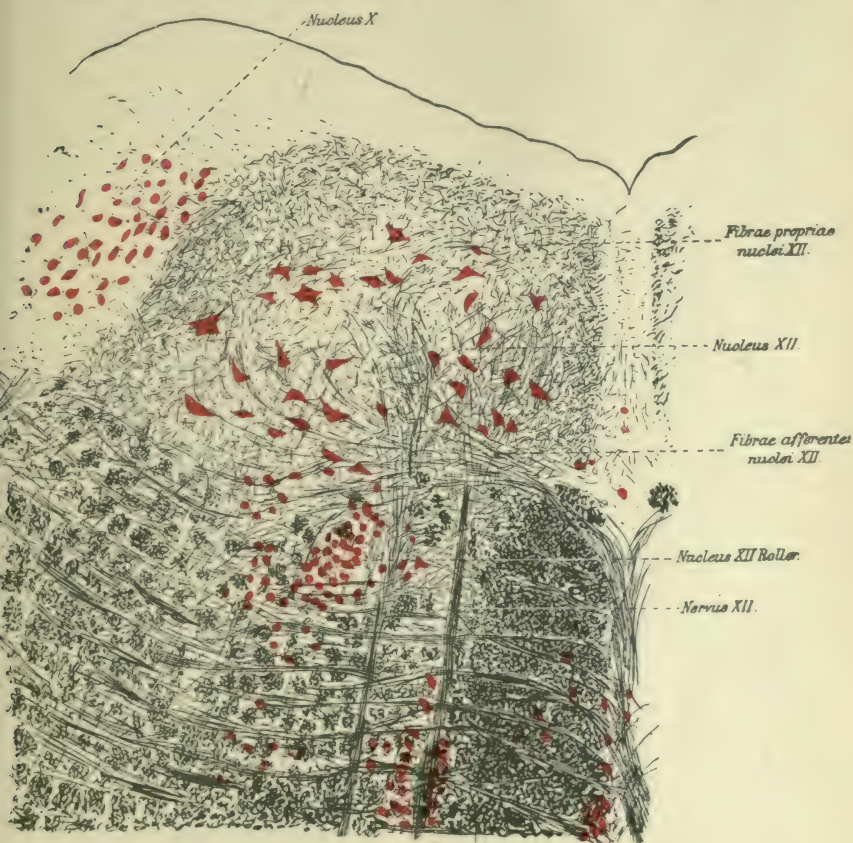 Nucleus X
Fibrae propriae
nuclei XII.
Nucleus XII.
Fibrae afferentes
nuclei XII.
Nucleus XII Roller.
Nervus XII.